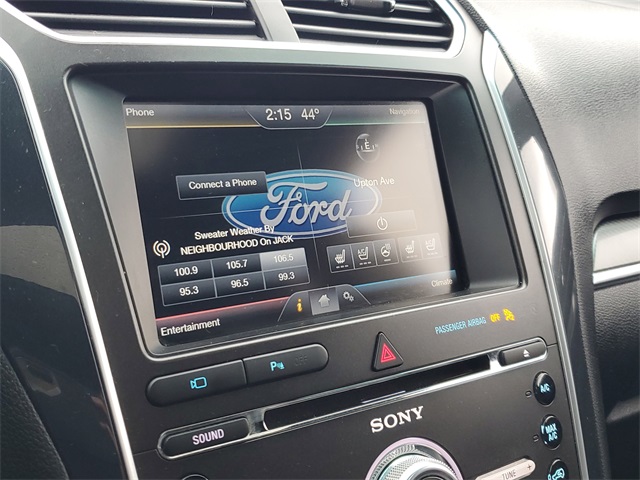 Phone
2:15 44°
Navigation
E
Connect a Phone
Upton Ave
Ford
Sweater Weather By
NEIGHBOURHOOD On JACK
100.9 105.7 106.5
95.3 96.5 99.3
i
Climate
Entertainment
PASSENGER AIRBAG OFF
P
SOUND
SONY
A/C
MAX
A/C
TUNE +